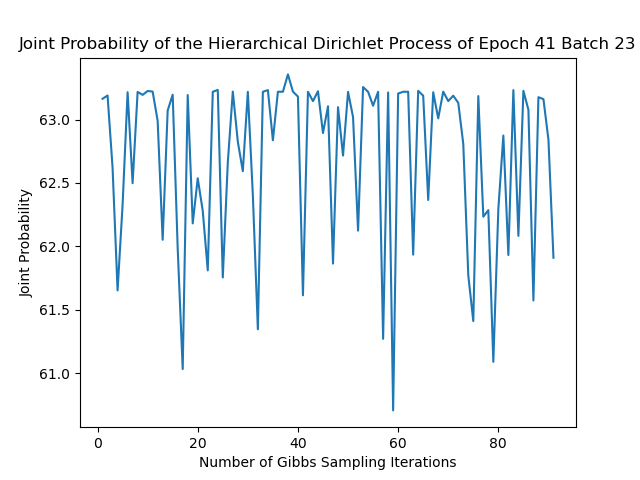 Joint Probability of the Hierarchical Dirichlet Process of Epoch 41 Batch 23
Joint Probability
63.0
62.5
62.0
61.5
61.0
0 20 40 60 80
Number of Gibbs Sampling Iterations